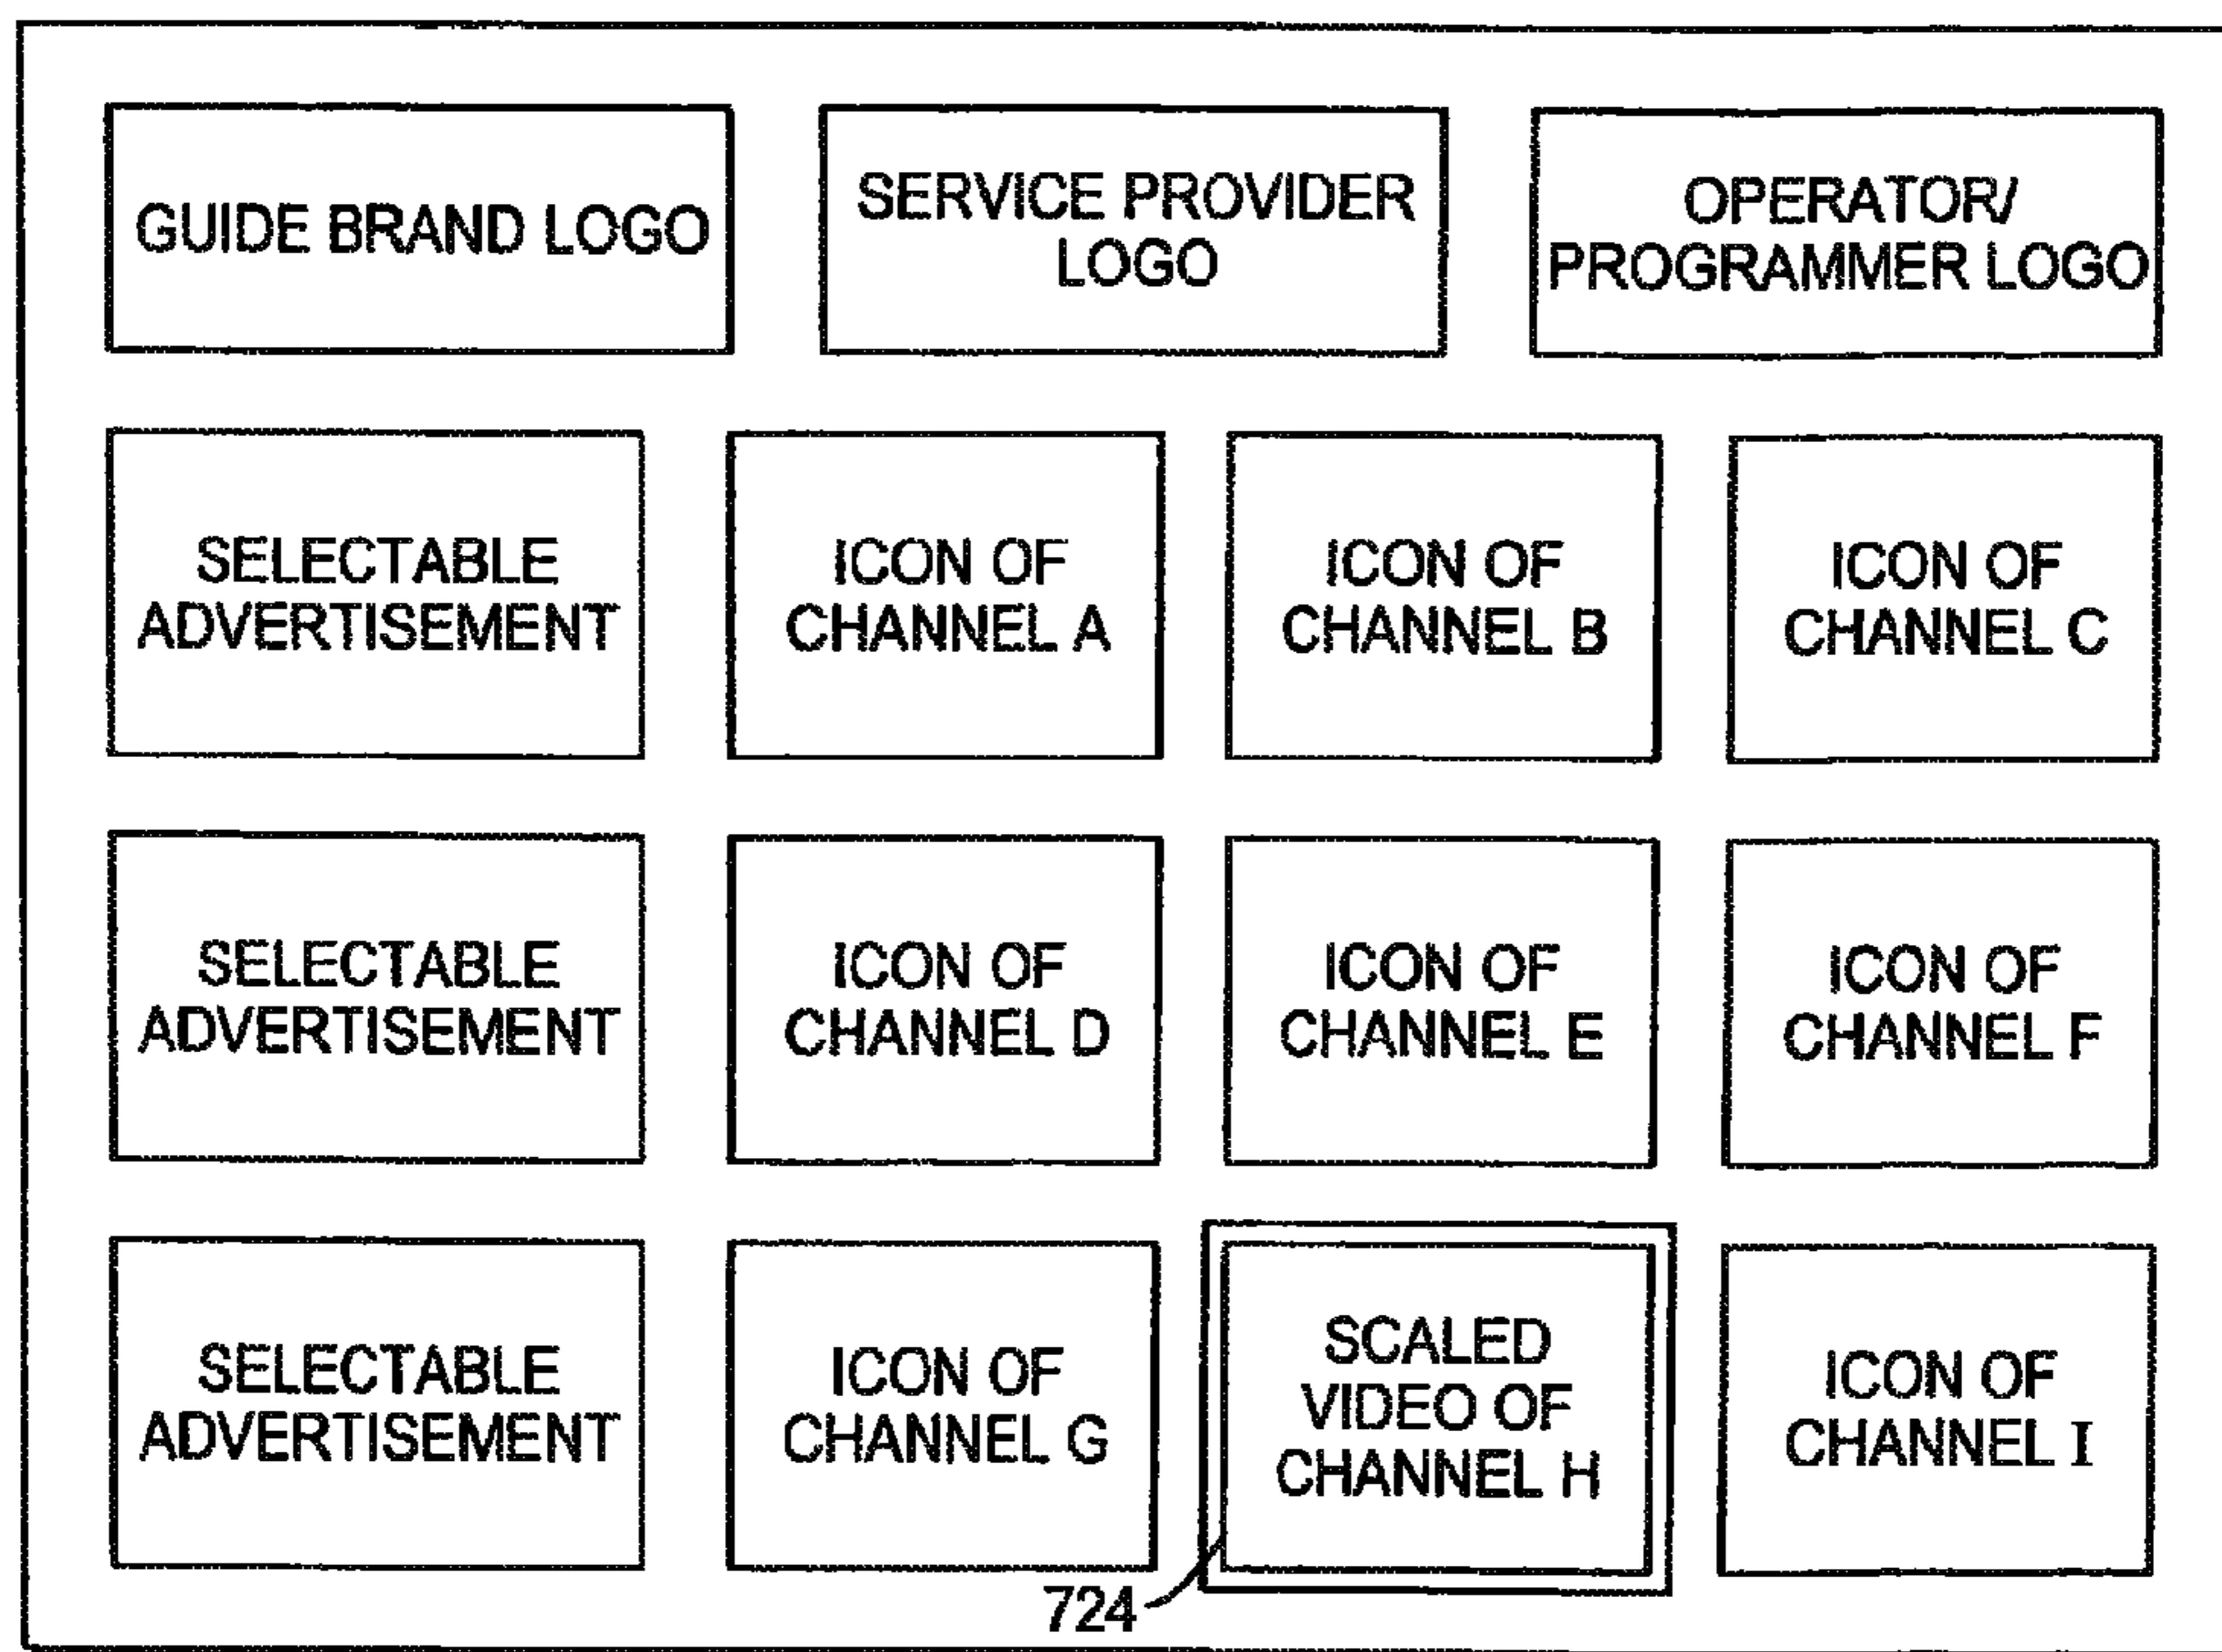 GUIDE BRAND LOGO
SERVICE PROVIDER
LOGO
OPERATOR/
PROGRAMMER LOGO
SELECTABLE
ADVERTISEMENT
ICON OF
CHANNEL A
ICON OF
CHANNEL B
ICON OF
CHANNEL C
SELECTABLE
ADVERTISEMENT
ICON OF
CHANNEL D
ICON OF
CHANNEL E
ICON OF
CHANNEL F
SELECTABLE
ADVERTISEMENT
ICON OF
CHANNEL G
SCALED
VIDEO OF
CHANNEL H
ICON OF
CHANNEL I
724